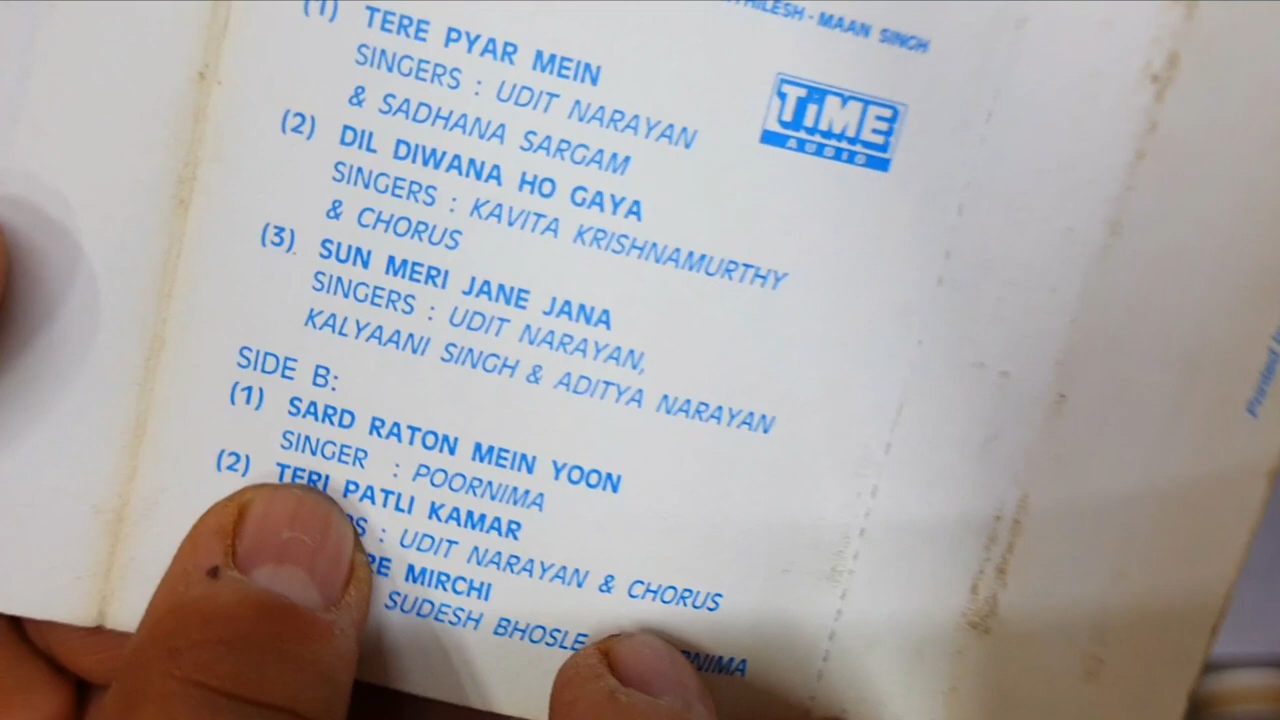 MAAN SINGH
(1) TERE PYAR MEIN
SINGERS : UDIT NARAYAN
& SADHANA SARGAM
TiME
AUDIO
(2) DIL DIWANA HO GAYA
SINGERS : KAVITA KRISHNAMURTHY
& CHORUS
(3) SUN MERI JANE JANA
SINGERS : UDIT NARAYAN,
KALYAANI SINGH & ADITYA NARAYAN
SIDE B:
(1) SARD RATON MEIN YOON
SINGER : POORNIMA
(2) TERI PATLI KAMAR
: UDIT NARAYAN & CHORUS
MIRCHI
SUDESH BHOSLE
Printed